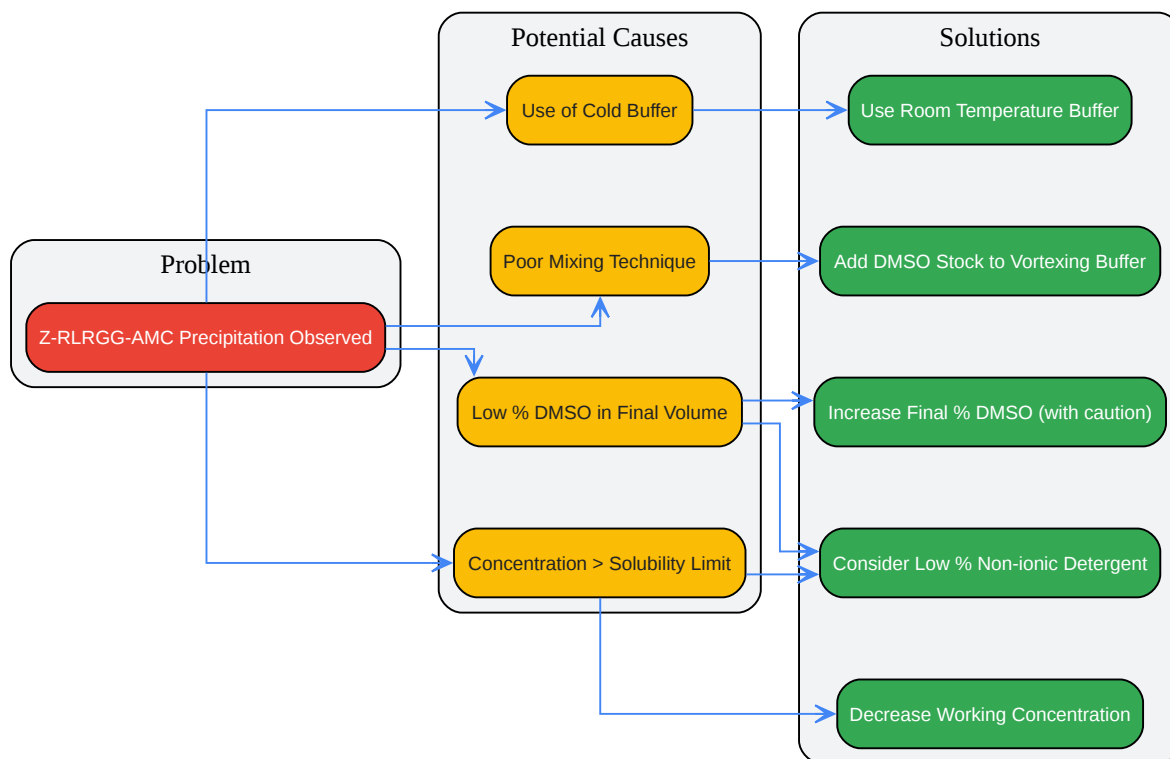 Problem
Z-RLRGG-AMC Precipitation Observed
Potential Causes
Use of Cold Buffer
Poor Mixing Technique
Low % DMSO in Final Volume
Concentration > Solubility Limit
Solutions
Use Room Temperature Buffer
Add DMSO Stock to Vortexing Buffer
Increase Final % DMSO (with caution)
Consider Low % Non-ionic Detergent
Decrease Working Concentration